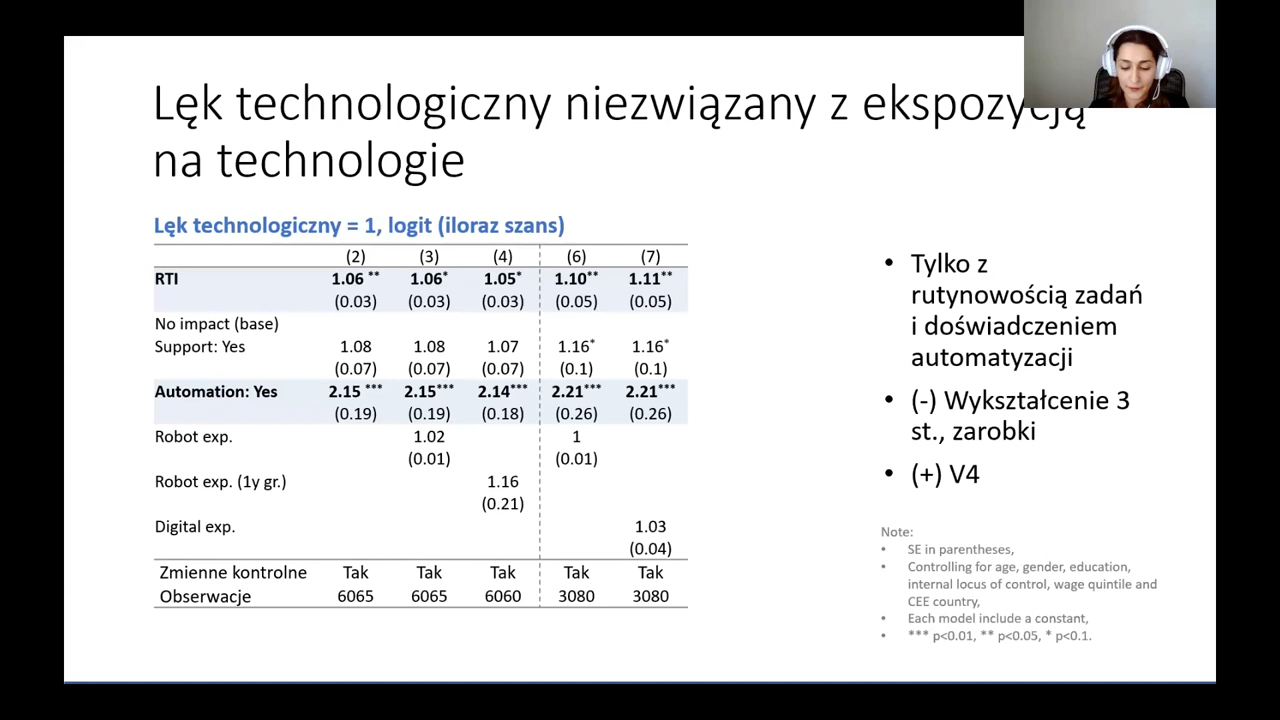 Lęk technologiczny niezwiązany z ekspozycją
na technologie
Lęk technologiczny = 1, logit (iloraz szans)
(2) (3) (4) (6) (7)
RTI 1.06 ** 1.06* 1.05* 1.10** 1.11**
(0.03) (0.03) (0.03) (0.05) (0.05)
No impact (base)
Support: Yes 1.08 1.08 1.07 1.16* 1.16*
(0.07) (0.07) (0.07) (0.1) (0.1)
Automation: Yes 2.15 *** 2.15*** 2.14*** 2.21*** 2.21***
(0.19) (0.19) (0.18) (0.26) (0.26)
Robot exp. 1.02 1
(0.01) (0.01)
Robot exp. (1y gr.) 1.16
(0.21)
Digital exp. 1.03
(0.04)
Zmienne kontrolne Tak Tak Tak Tak Tak
Obserwacje 6065 6065 6060 3080 3080
• Tylko z
rutynowością zadań
i doświadczeniem
automatyzacji
• (-) Wykształcenie 3
st., zarobki
• (+) V4
Note:
• SE in parentheses,
• Controlling for age, gender, education,
internal locus of control, wage quintile and
CEE country,
• Each model include a constant,
• *** p<0.01, ** p<0.05, * p<0.1.